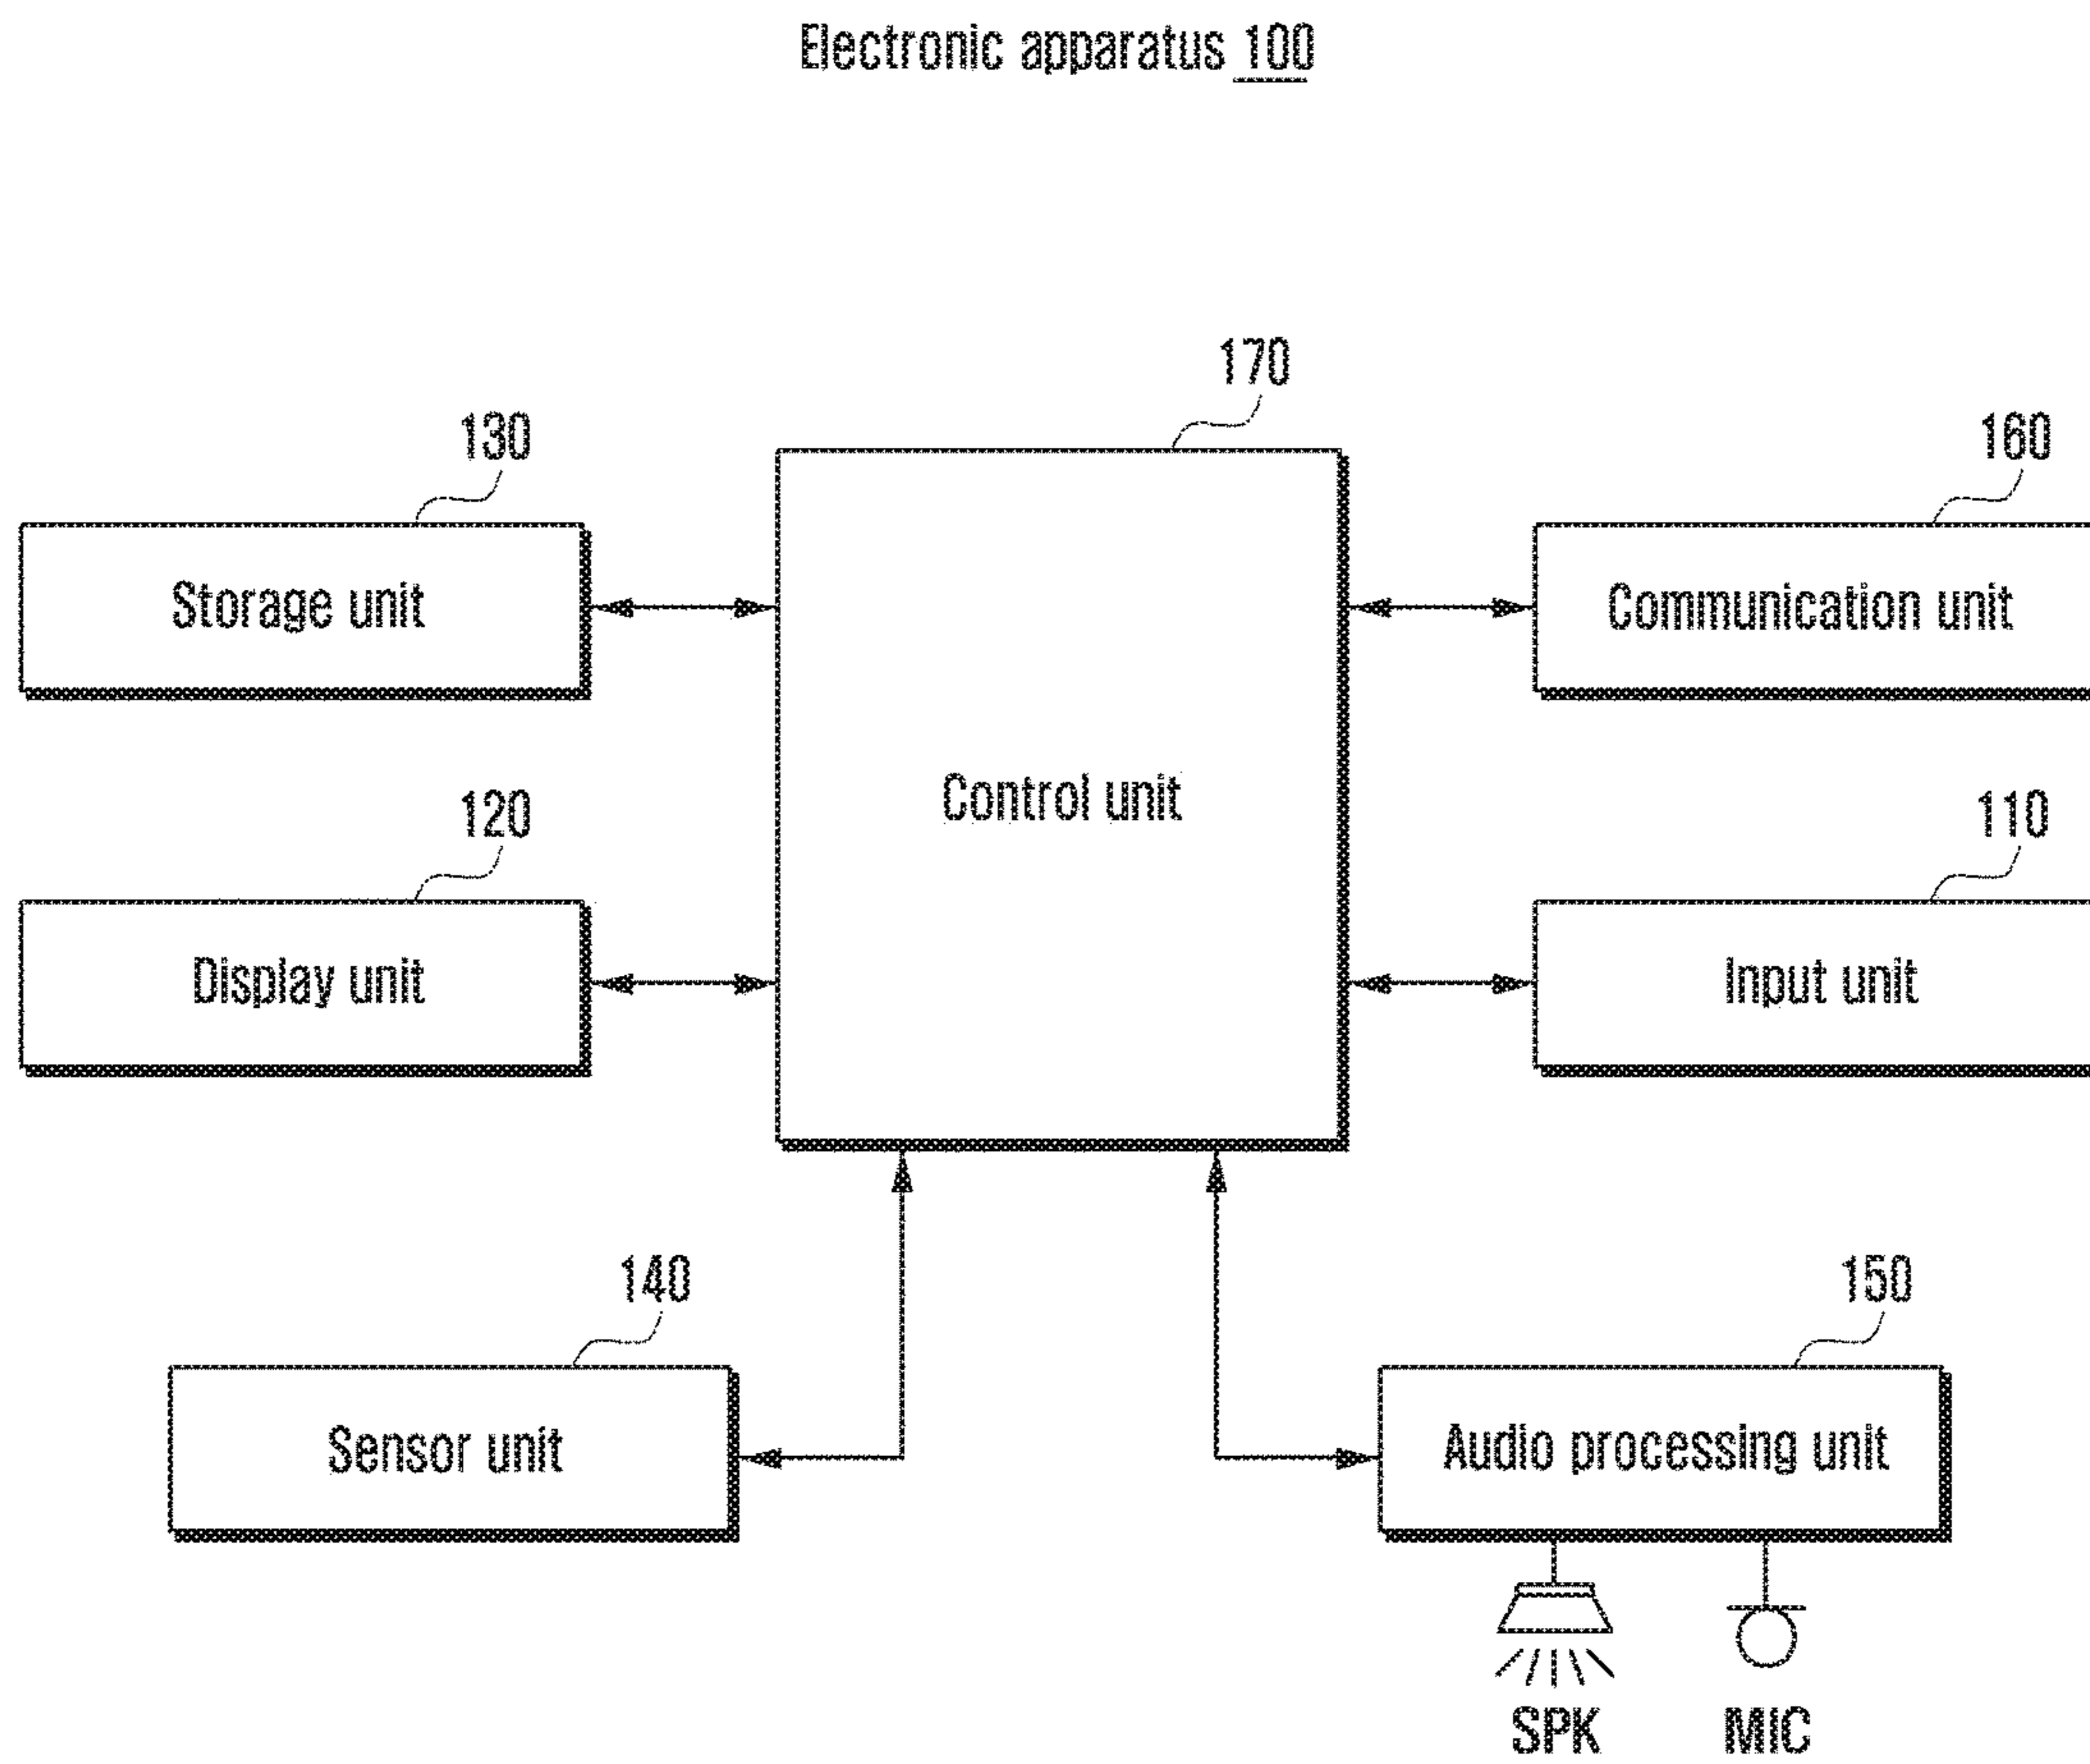 Electronic apparatus 100
170
130
160
Storage unit
Communication unit
Control unit
120
110
Display unit
Input unit
140
150
Sensor unit
Audio processing unit
SPK
MIC